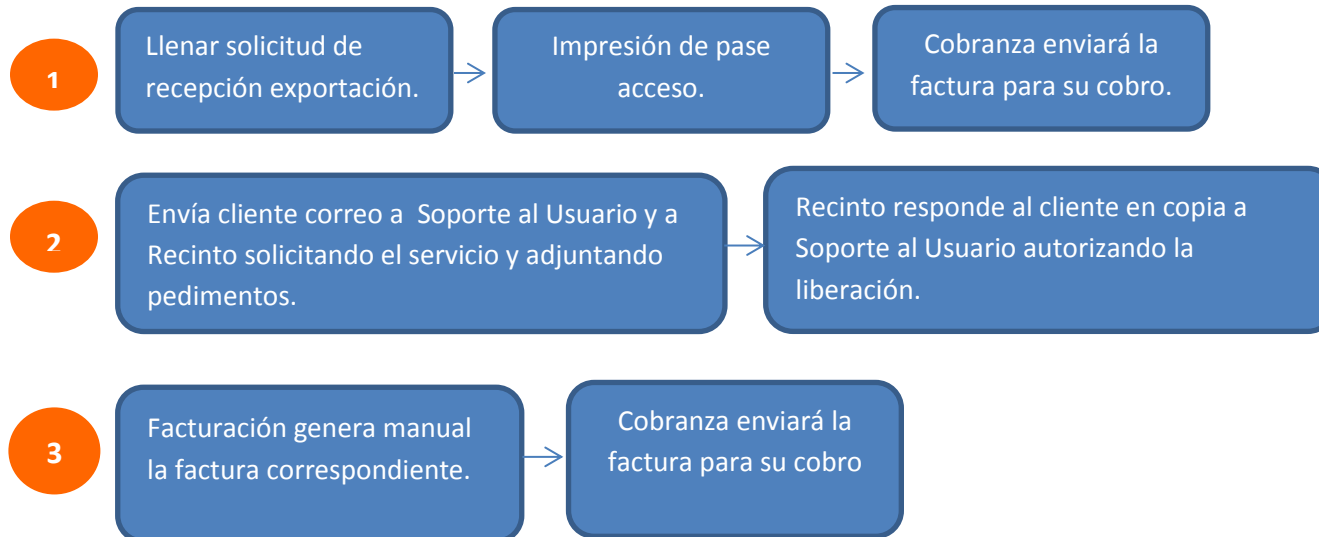 1
Llenar solicitud de
recepción exportación.
Impresión de pase
acceso.
Cobranza enviará la
factura para su cobro.
2
Envía cliente correo a  Soporte al Usuario y a
Recinto solicitando el servicio y adjuntando
pedimentos.
Recinto responde al cliente en copia a
Soporte al Usuario autorizando la
liberación.
3
Facturación genera manual
la factura correspondiente.
Cobranza enviará la
factura para su cobro